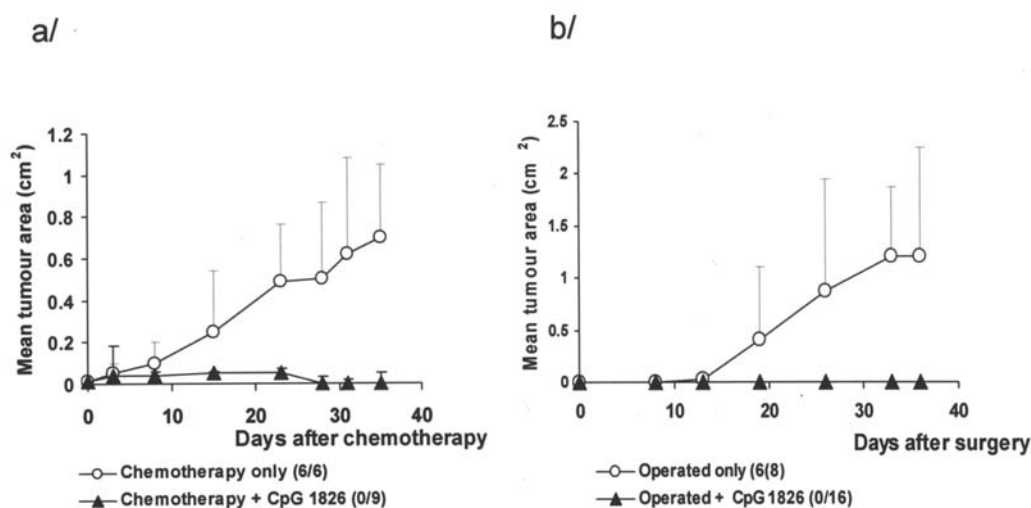 a/
Mean tumour area (cm²)
1.2
1
0.8
0.6
0.4
0.2
0
0
10
20
30
40
Days after chemotherapy
Chemotherapy only (6/6)
Chemotherapy + CpG 1826 (0/9)
b/
Mean tumour area (cm²)
2.5
2
1.5
1
0.5
0
0
10
20
30
40
Days after surgery
Operated only (6(8)
Operated + CpG 1826 (0/16)